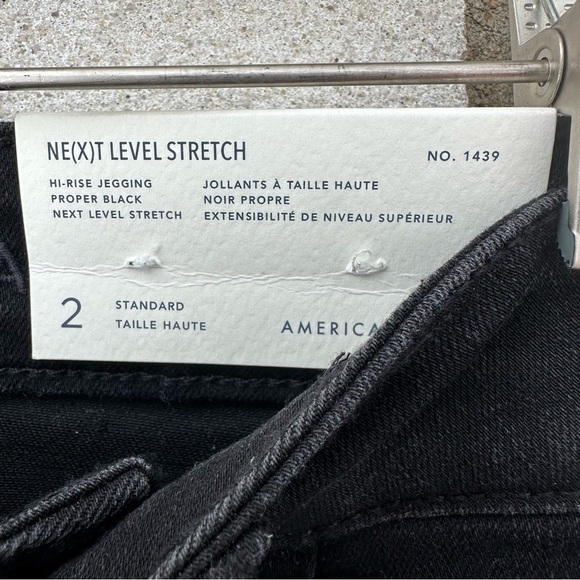 NE(X)T LEVEL STRETCH
NO. 1439
HI-RISE JEGGING
PROPER BLACK
NEXT LEVEL STRETCH
JOLLANTS À TAILLE HAUTE
NOIR PROPRE
EXTENSIBILITÉ DE NIVEAU SUPÉRIEUR
2
STANDARD
TAILLE HAUTE
AMERICA